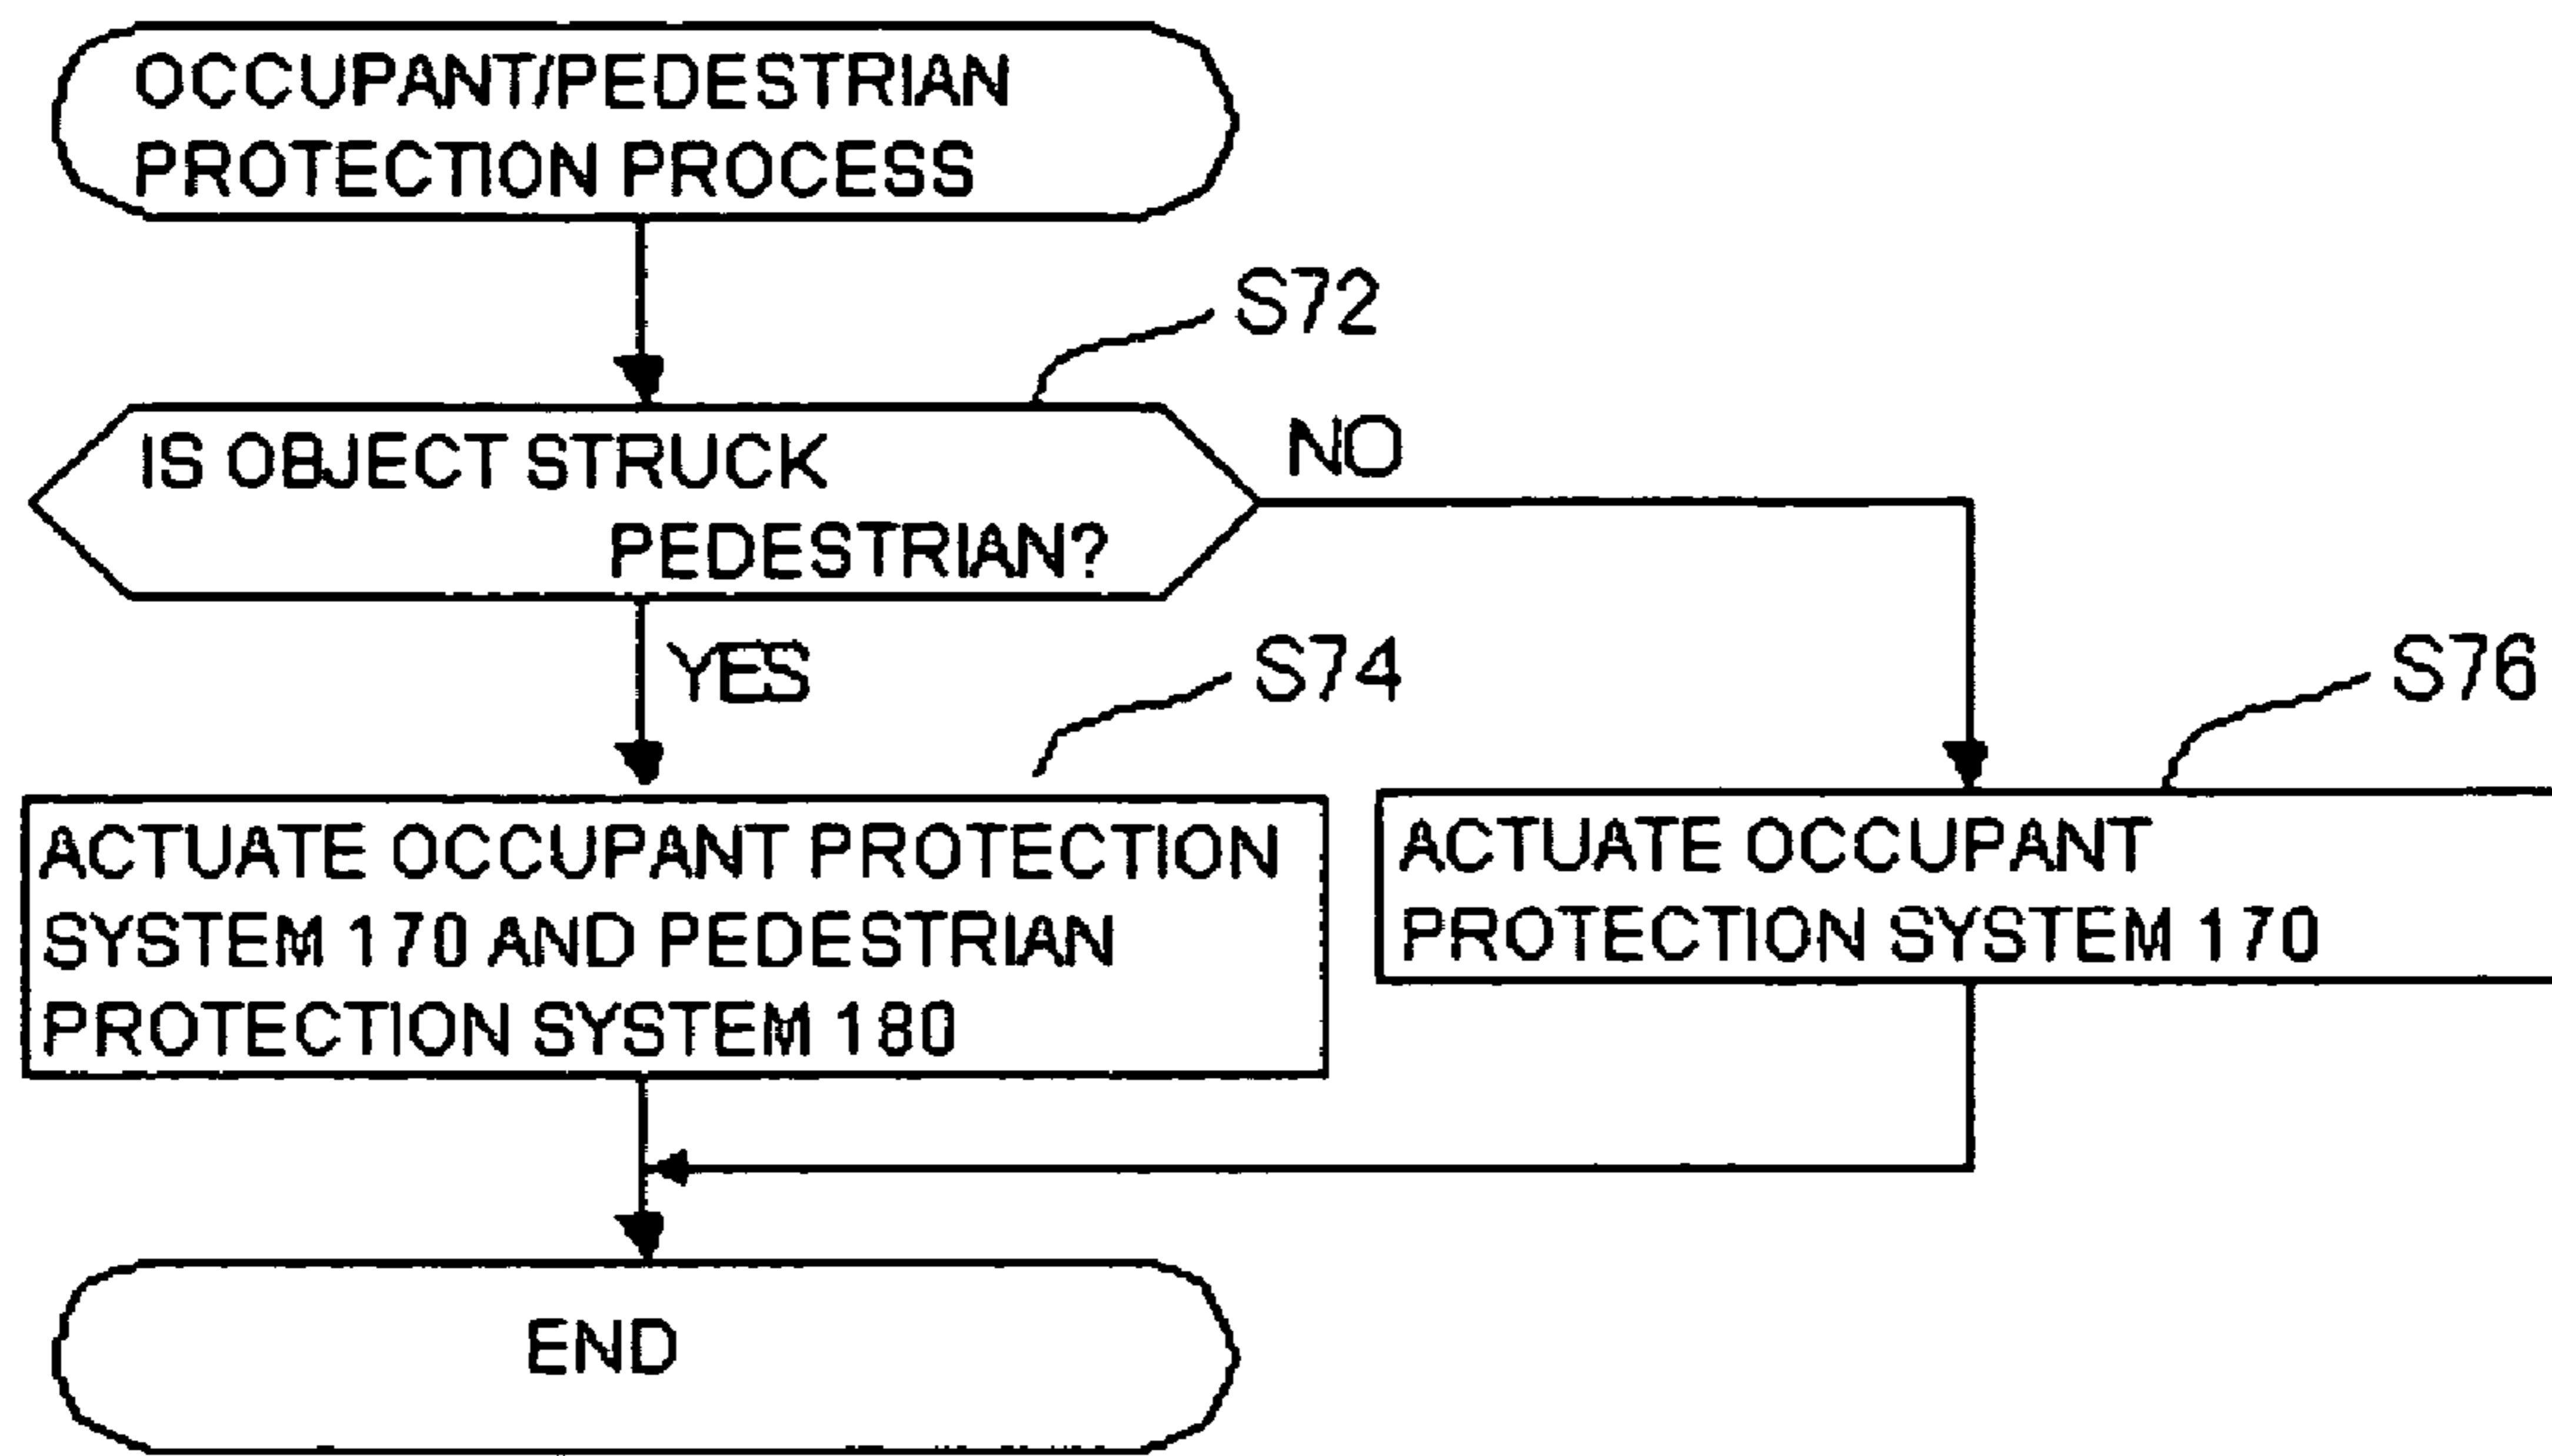 OCCUPANT/PEDESTRIAN
PROTECTION PROCESS
S72
IS OBJECT STRUCK
PEDESTRIAN?
NO
YES
S74
S76
ACTUATE OCCUPANT PROTECTION
SYSTEM 170 AND PEDESTRIAN
PROTECTION SYSTEM 180
ACTUATE OCCUPANT
PROTECTION SYSTEM 170
END